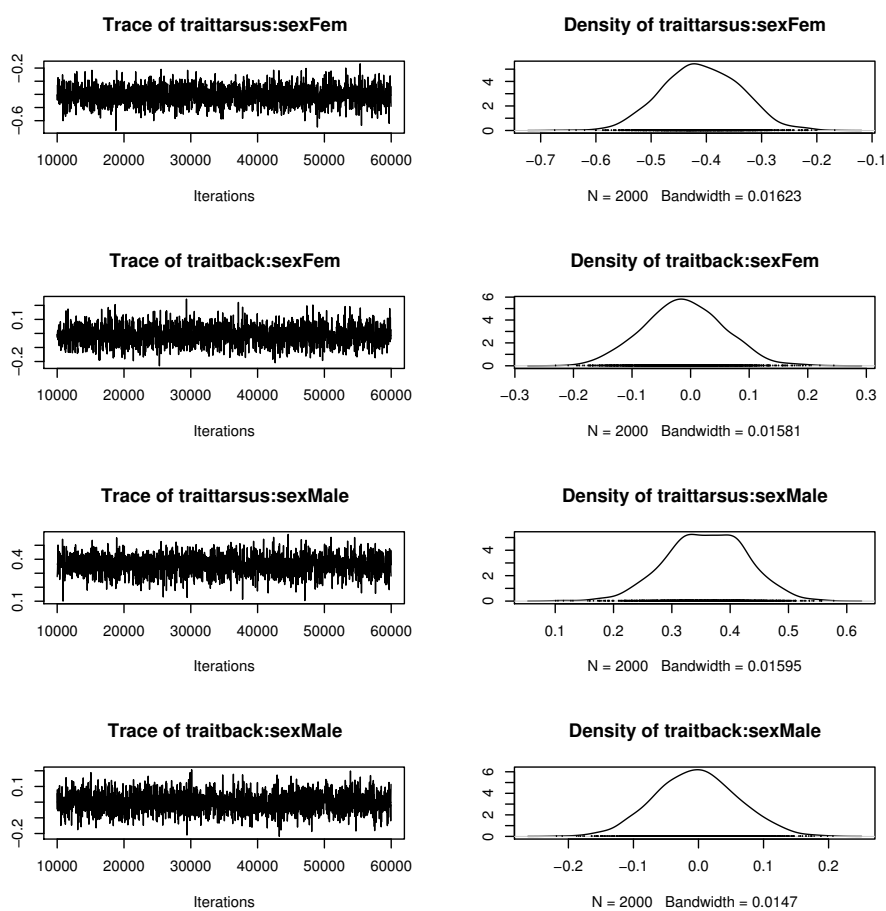 Trace of traittarsus:sexFem
−0.6 −0.2
10000 20000 30000 40000 50000 60000
Iterations
Density of traittarsus:sexFem
0 2 4
−0.7 −0.6 −0.5 −0.4 −0.3 −0.2 −0.1
N = 2000 Bandwidth = 0.01623
Trace of traitback:sexFem
−0.2 0.1
10000 20000 30000 40000 50000 60000
Iterations
Density of traitback:sexFem
0 2 4 6
−0.3 −0.2 −0.1 0.0 0.1 0.2 0.3
N = 2000 Bandwidth = 0.01581
Trace of traittarsus:sexMale
0.1 0.4
10000 20000 30000 40000 50000 60000
Iterations
Density of traittarsus:sexMale
0 2 4
0.1 0.2 0.3 0.4 0.5 0.6
N = 2000 Bandwidth = 0.01595
Trace of traitback:sexMale
−0.2 0.1
10000 20000 30000 40000 50000 60000
Iterations
Density of traitback:sexMale
0 2 4 6
−0.2 −0.1 0.0 0.1 0.2
N = 2000 Bandwidth = 0.0147